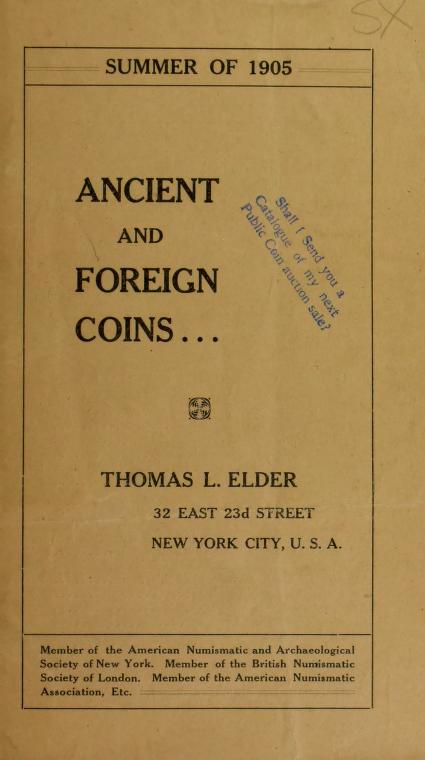 SX
SUMMER OF 1905
ANCIENT
AND
FOREIGN
COINS...
Shall I Send you a
Catalogue of my next
Public Coin auction sale?
THOMAS L. ELDER
32 EAST 23d STREET
NEW YORK CITY, U. S. A.
Member of the American Numismatic and Archaeological
Society of New York. Member of the British Numismatic
Society of London. Member of the American Numismatic
Association, Etc.